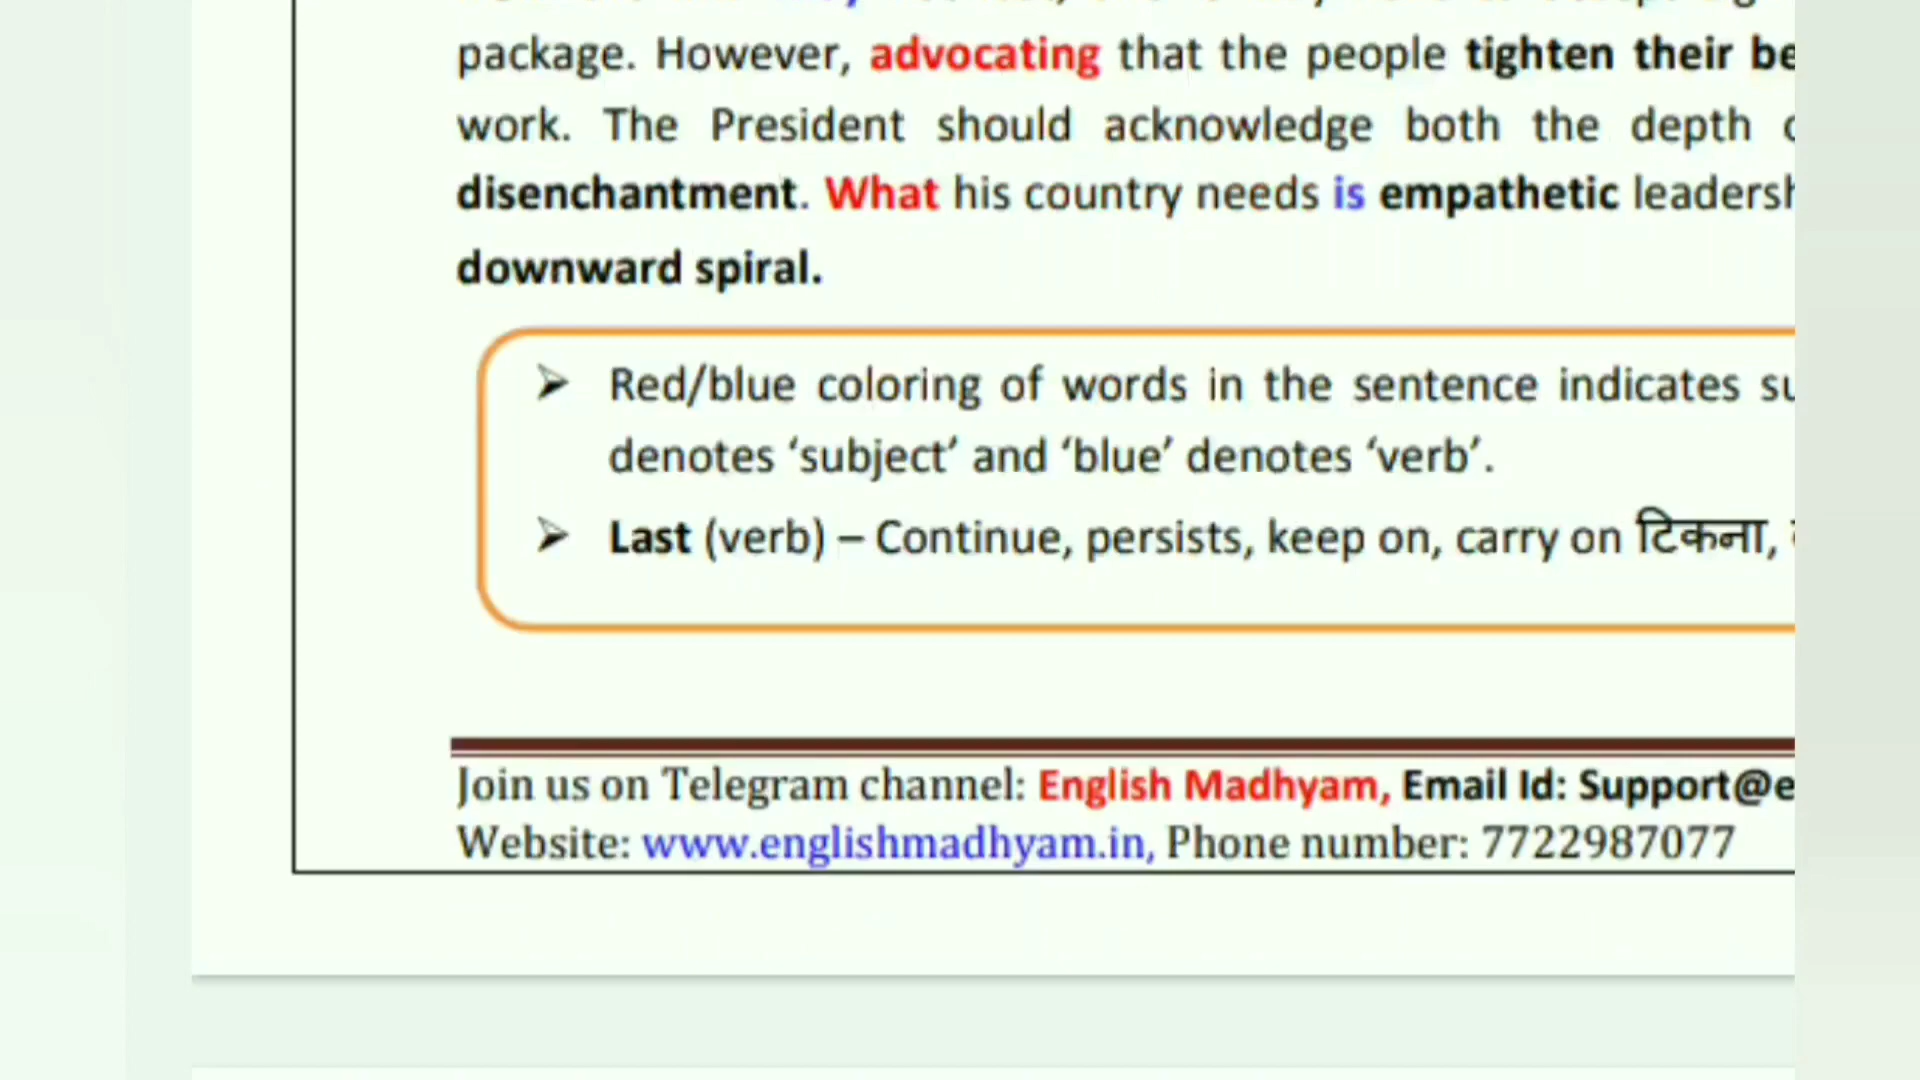 package. However, advocating that the people tighten their
work. The President should acknowledge both the depth
disenchantment. What his country needs is empathetic
downward spiral.
➢ Red/blue coloring of words in the sentence indicates
denotes ‘subject’ and ‘blue’ denotes ‘verb’.
➢ Last (verb) – Continue, persists, keep on, carry on टिकना,
Join us on Telegram channel: English Madhyam, Email Id: Support@e
Website: www.englishmadhyam.in, Phone number: 7722987077